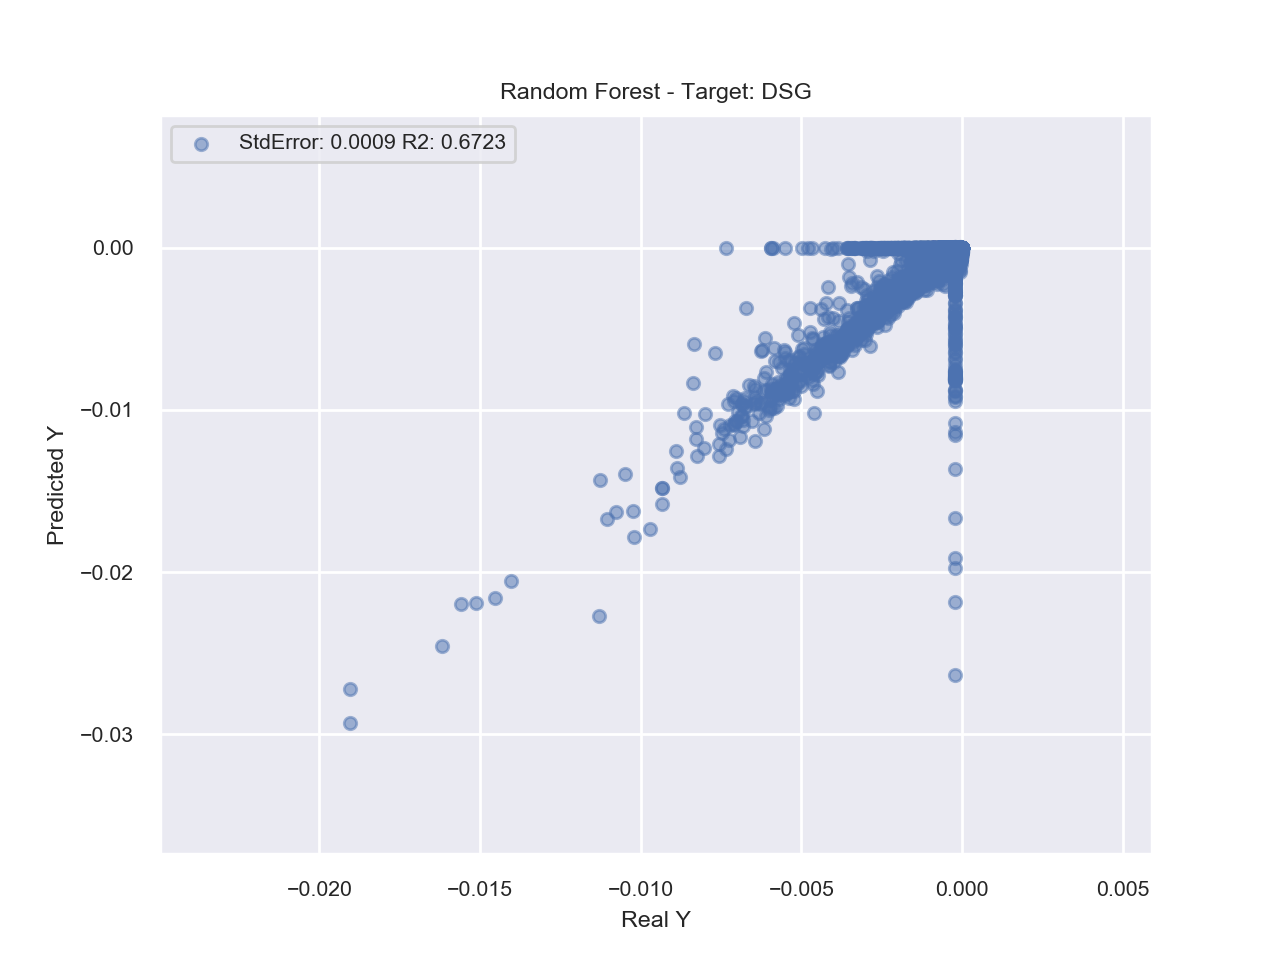 Random Forest - Target: DSG
StdError: 0.0009 R2: 0.6723
0.00
−0.01
−0.02
−0.03
Predicted Y
−0.020 −0.015 −0.010 −0.005 0.000 0.005
Real Y